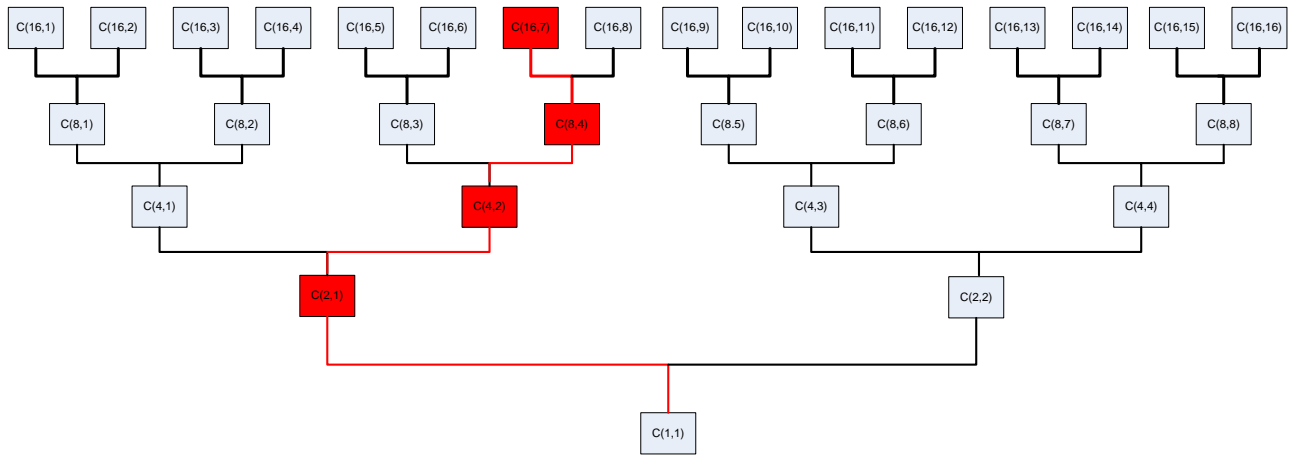 C(16,1)
C(16,2)
C(16,3)
C(16,4)
C(16,5)
C(16,6)
C(16,7)
C(16,8)
C(16,9)
C(16,10)
C(16,11)
C(16,12)
C(16,13)
C(16,14)
C(16,15)
C(16,16)
C(8,1)
C(8,2)
C(8,3)
C(8,4)
C(8.5)
C(8,6)
C(8,7)
C(8,8)
C(4,1)
C(4,2)
C(4,3)
C(4,4)
C(2,1)
C(2,2)
C(1,1)